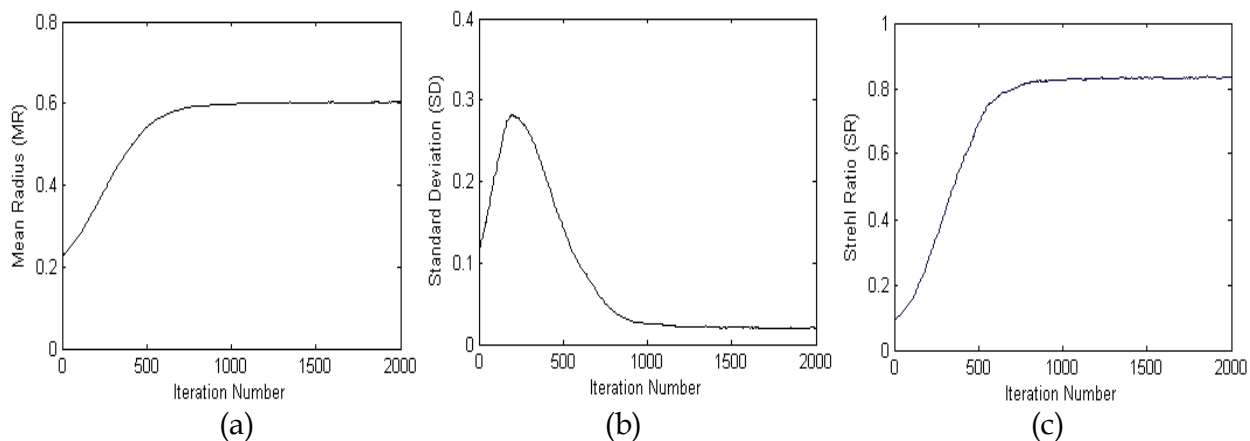 Mean Radius (MR)
0.8
0.6
0.4
0.2
0
0 500 1000 1500 2000
Iteration Number
(a)
Standard Deviation (SD)
0.4
0.3
0.2
0.1
0
0 500 1000 1500 2000
Iteration Number
(b)
Strehl Ratio (SR)
1
0.8
0.6
0.4
0.2
0
0 500 1000 1500 2000
Iteration Number
(c)